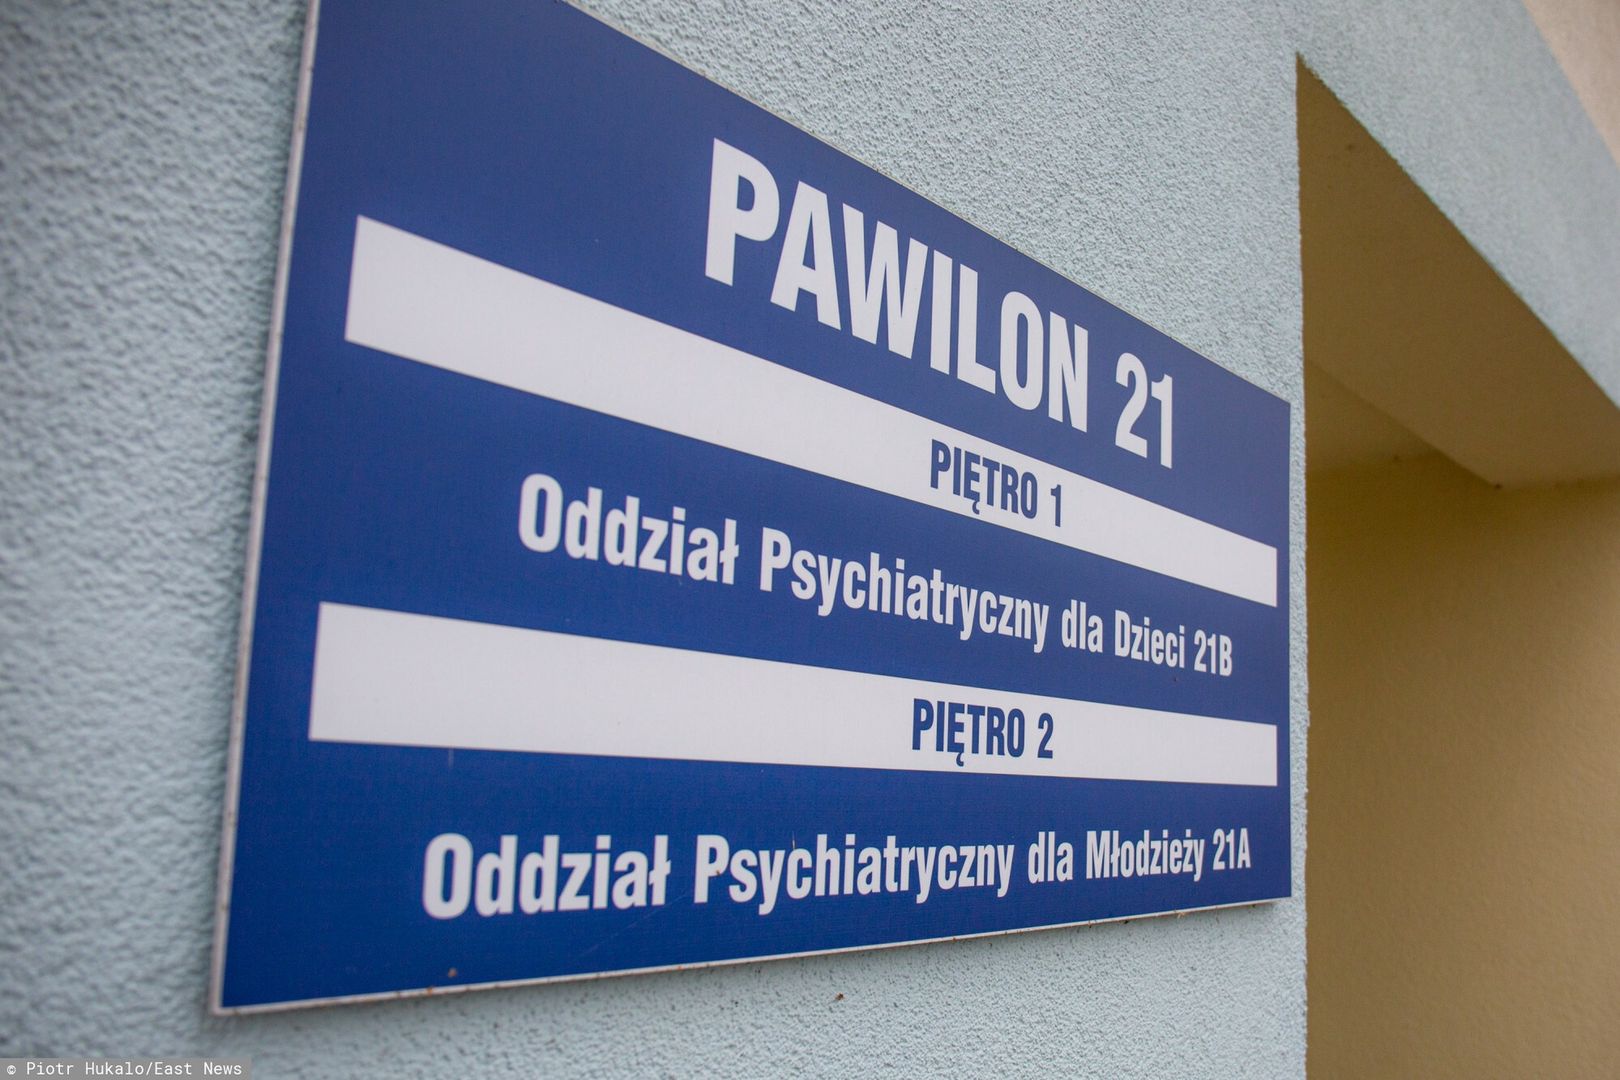 PAWILON 21
PIĘTRO 1
Oddział Psychiatryczny dla Dzieci 21B
PIĘTRO 2
Oddział Psychiatryczny dla Młodzieży 21A
© Piotr Hukalo/East News